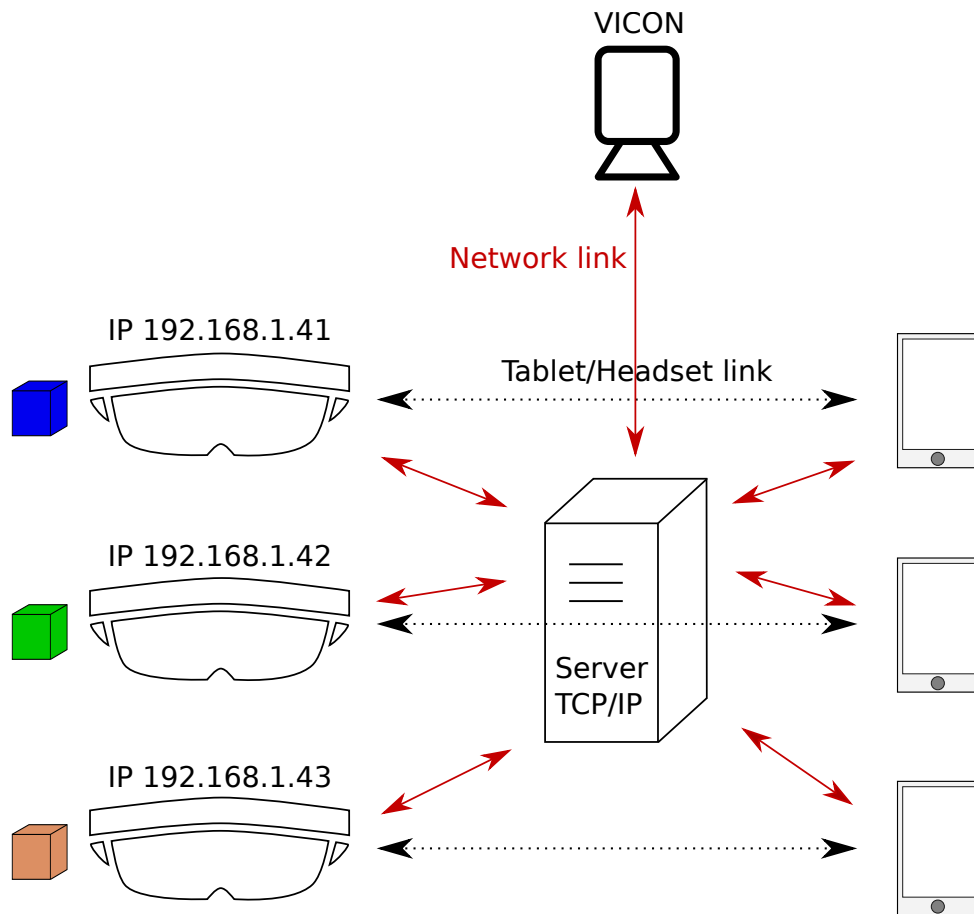 VICON
Network link
IP 192.168.1.41
Tablet/Headset link
IP 192.168.1.42
Server
TCP/IP
IP 192.168.1.43